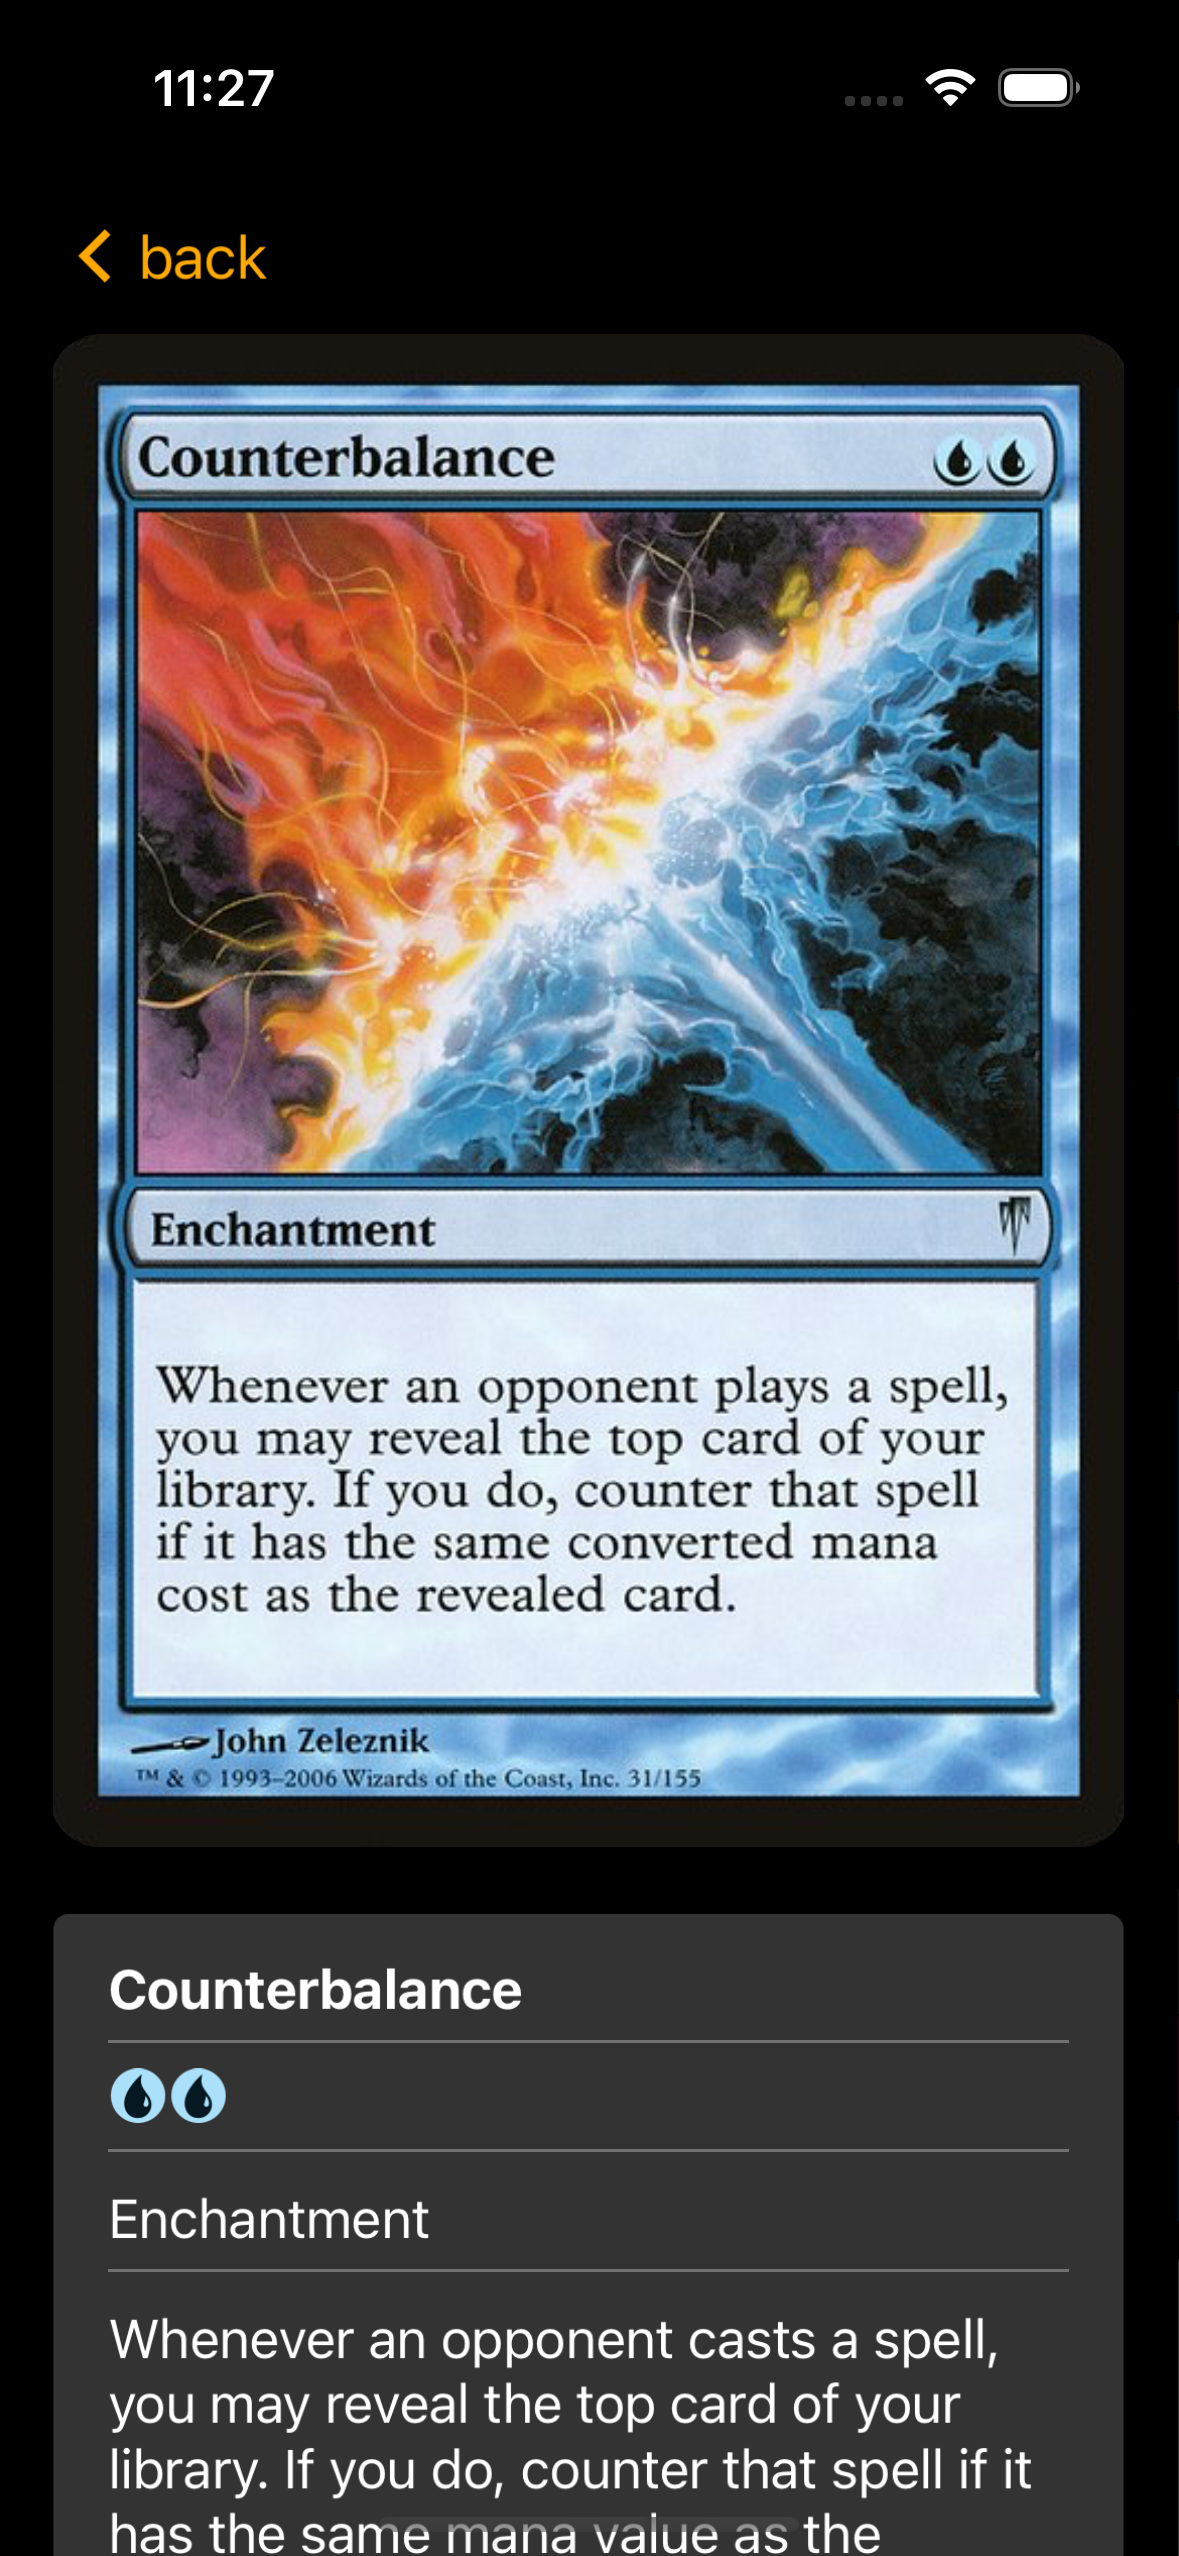 11:27
back
Counterbalance
Enchantment
Whenever an opponent plays a spell,
you may reveal the top card of your
library. If you do, counter that spell
if it has the same converted mana
cost as the revealed card.
John Zeleznik
™ & © 1993–2006 Wizards of the Coast, Inc. 31/155
Counterbalance
Enchantment
Whenever an opponent casts a spell,
you may reveal the top card of your
library. If you do, counter that spell if it
has the same mana value as the